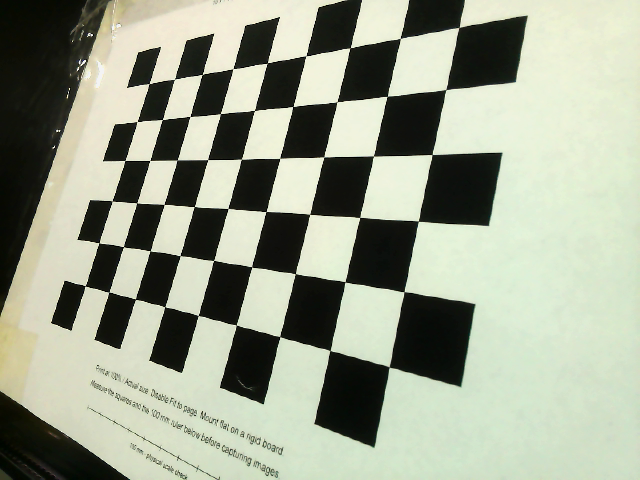 Print at 100% / Actual size. Disable Fit to page. Mount flat on a rigid board
Measure the squares and the 100 mm ruler below before capturing images.
100 mm physical scale check